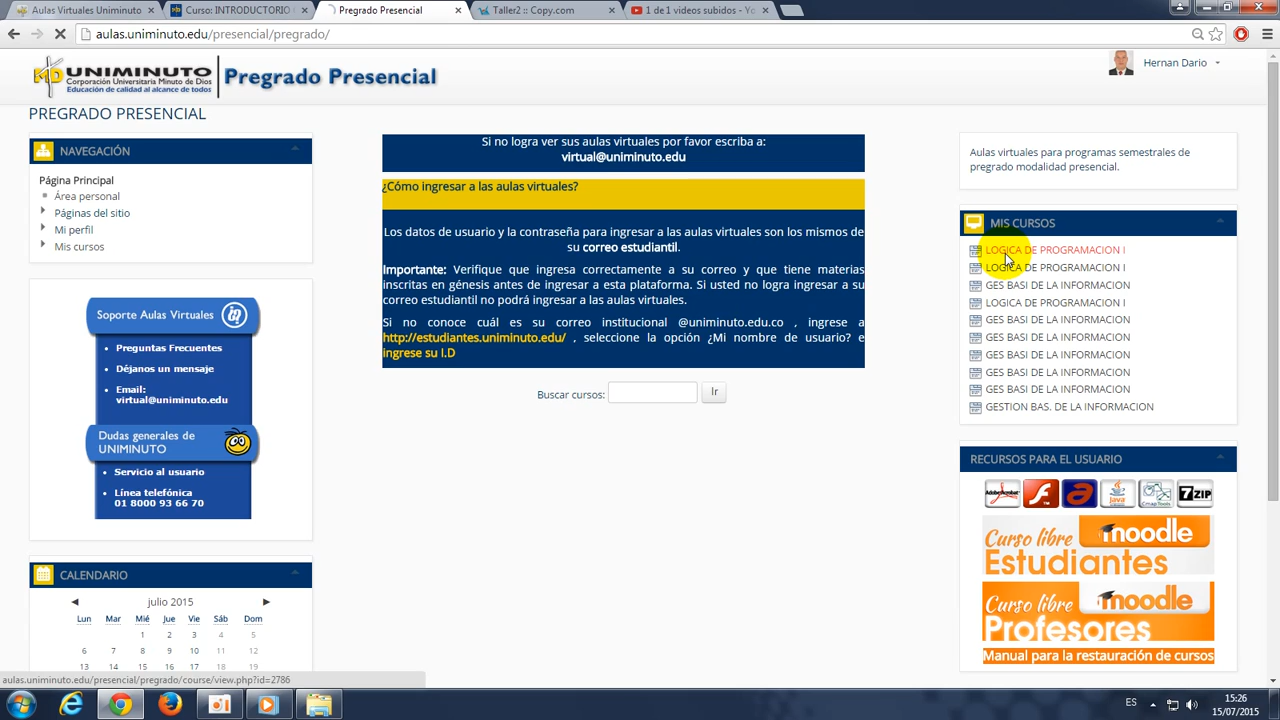 Aulas Virtuales Uniminuto
Curso: INTRODUCTORIO
Pregrado Presencial
Taller2 :: Copy.com
1 de 1 videos subidos - Yo
aulas.uniminuto.edu/presencial/pregrado/
UNIMINUTO
Corporación Universitaria Minuto de Dios
Educación de calidad al alcance de todos
Pregrado Presencial
Hernan Dario
PREGRADO PRESENCIAL
NAVEGACIÓN
Página Principal
Área personal
Páginas del sitio
Mi perfil
Mis cursos
Soporte Aulas Virtuales
Preguntas Frecuentes
Déjanos un mensaje
Email:
virtual@uniminuto.edu
Dudas generales de
UNIMINUTO
Servicio al usuario
Línea telefónica
01 8000 93 66 70
CALENDARIO
julio 2015
Lun Mar Mié Jue Vie Sáb Dom
1 2 3 4 5
6 7 8 9 10 11 12
13 14 15 16 17 18 19
aulas.uniminuto.edu/presencial/pregrado/course/view.php?id=2786
Si no logra ver sus aulas virtuales por favor escriba a:
virtual@uniminuto.edu
¿Cómo ingresar a las aulas virtuales?
Los datos de usuario y la contraseña para ingresar a las aulas virtuales son los mismos de
su correo estudiantil.
Importante: Verifique que ingresa correctamente a su correo y que tiene materias
inscritas en génesis antes de ingresar a esta plataforma. Si usted no logra ingresar a su
correo estudiantil no podrá ingresar a las aulas virtuales.
Si no conoce cuál es su correo institucional @uniminuto.edu.co , ingrese a
http://estudiantes.uniminuto.edu/ , seleccione la opción ¿Mi nombre de usuario? e
ingrese su I.D
Buscar cursos:
Ir
Aulas virtuales para programas semestrales de
pregrado modalidad presencial.
MIS CURSOS
LOGICA DE PROGRAMACION I
LOGICA DE PROGRAMACION I
GES BASI DE LA INFORMACION
LOGICA DE PROGRAMACION I
GES BASI DE LA INFORMACION
GES BASI DE LA INFORMACION
GES BASI DE LA INFORMACION
GES BASI DE LA INFORMACION
GES BASI DE LA INFORMACION
GESTION BAS. DE LA INFORMACION
RECURSOS PARA EL USUARIO
Adobe Acrobat
Java
CmapTools
7ZIP
Curso libre moodle
Estudiantes
Curso libre moodle
Profesores
Manual para la restauración de cursos
ES
15:26
15/07/2015